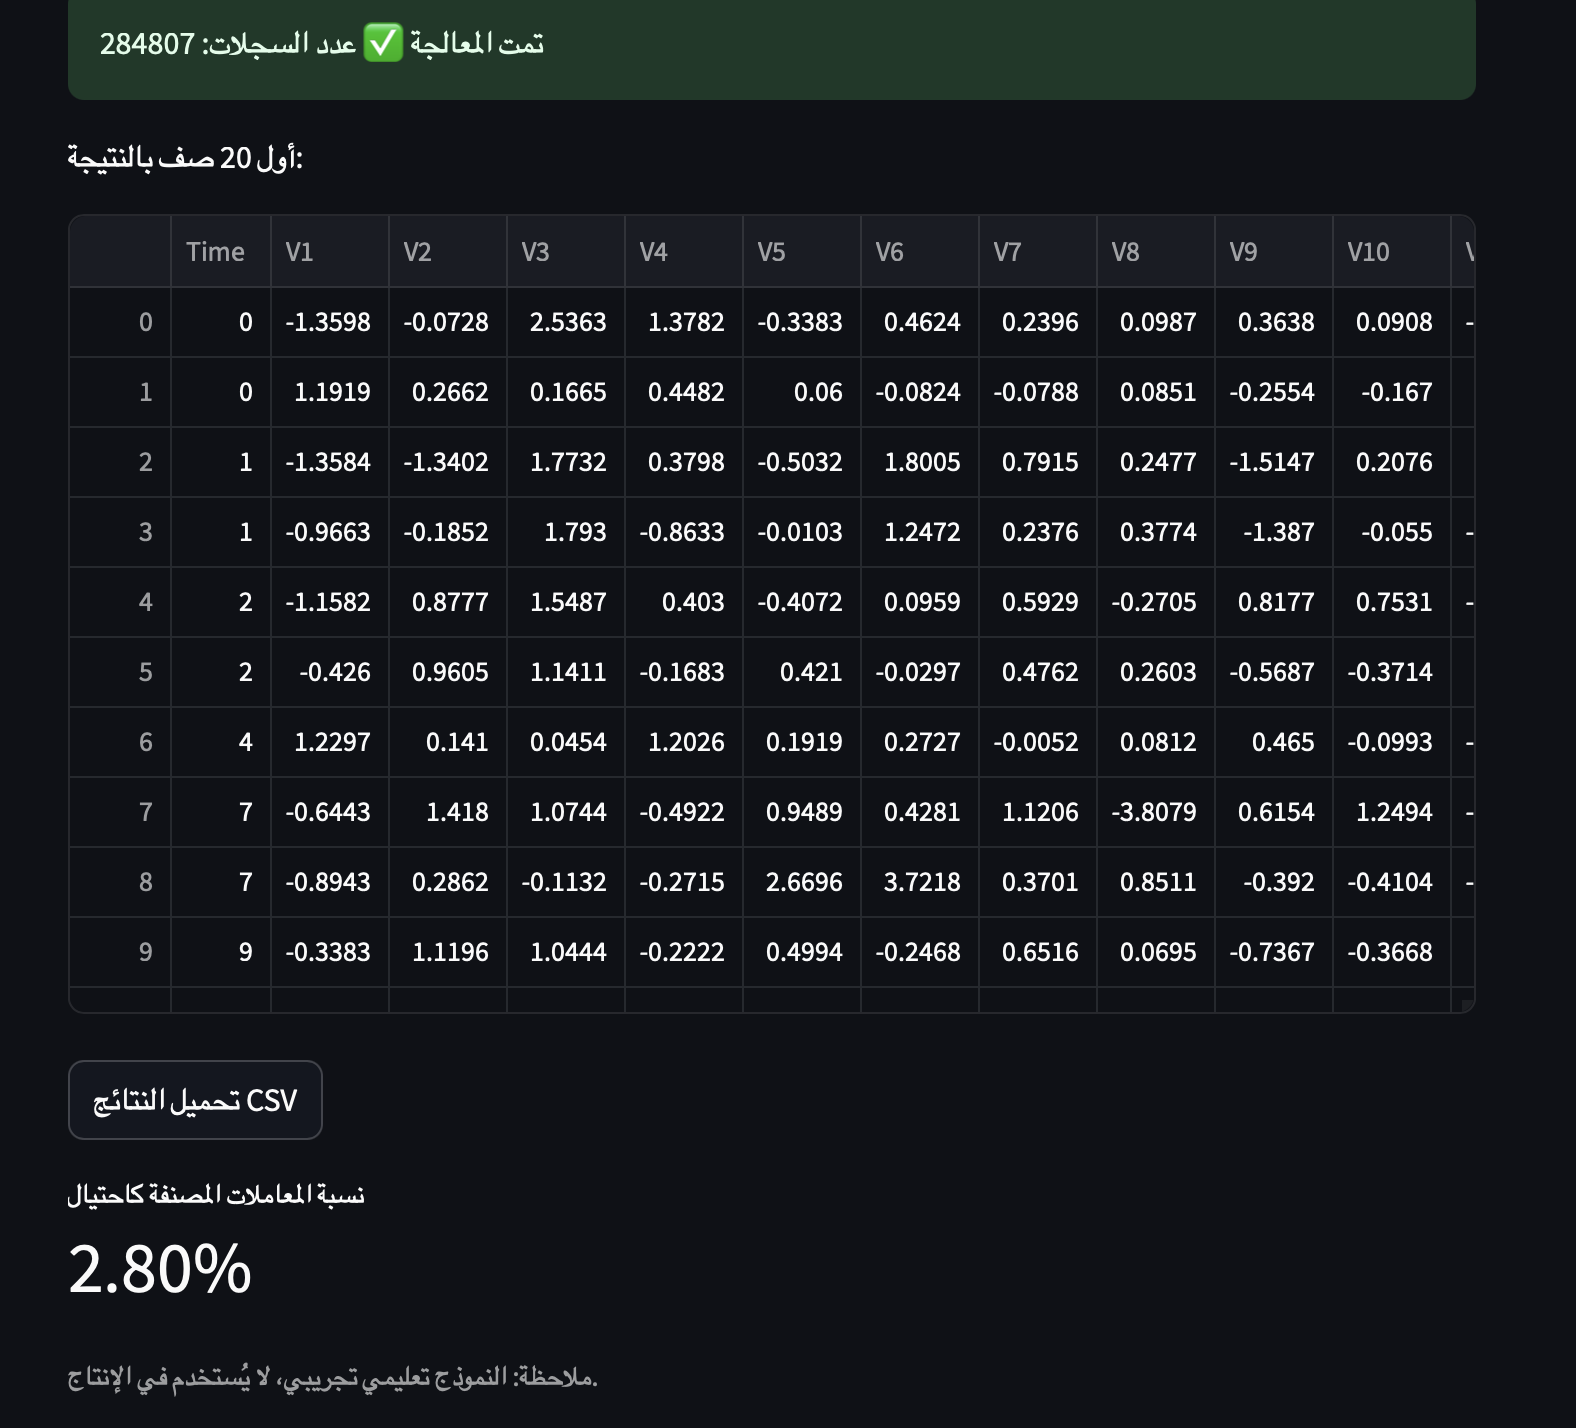 تمت المعالجة ✅ عدد السجلات: 284807
أول 20 صف بالنتيجة:
Time V1 V2 V3 V4 V5 V6 V7 V8 V9 V10
0 0 -1.3598 -0.0728 2.5363 1.3782 -0.3383 0.4624 0.2396 0.0987 0.3638 0.0908 -
1 0 1.1919 0.2662 0.1665 0.4482 0.06 -0.0824 -0.0788 0.0851 -0.2554 -0.167
2 1 -1.3584 -1.3402 1.7732 0.3798 -0.5032 1.8005 0.7915 0.2477 -1.5147 0.2076
3 1 -0.9663 -0.1852 1.793 -0.8633 -0.0103 1.2472 0.2376 0.3774 -1.387 -0.055 -
4 2 -1.1582 0.8777 1.5487 0.403 -0.4072 0.0959 0.5929 -0.2705 0.8177 0.7531 -
5 2 -0.426 0.9605 1.1411 -0.1683 0.421 -0.0297 0.4762 0.2603 -0.5687 -0.3714
6 4 1.2297 0.141 0.0454 1.2026 0.1919 0.2727 -0.0052 0.0812 0.465 -0.0993 -
7 7 -0.6443 1.418 1.0744 -0.4922 0.9489 0.4281 1.1206 -3.8079 0.6154 1.2494 -
8 7 -0.8943 0.2862 -0.1132 -0.2715 2.6696 3.7218 0.3701 0.8511 -0.392 -0.4104 -
9 9 -0.3383 1.1196 1.0444 -0.2222 0.4994 -0.2468 0.6516 0.0695 -0.7367 -0.3668
تحميل النتائج CSV
نسبة المعاملات المصنفة كاحتيال
2.80%
ملاحظة: النموذج تعليمي تجريبي، لا يُستخدم في الإنتاج.